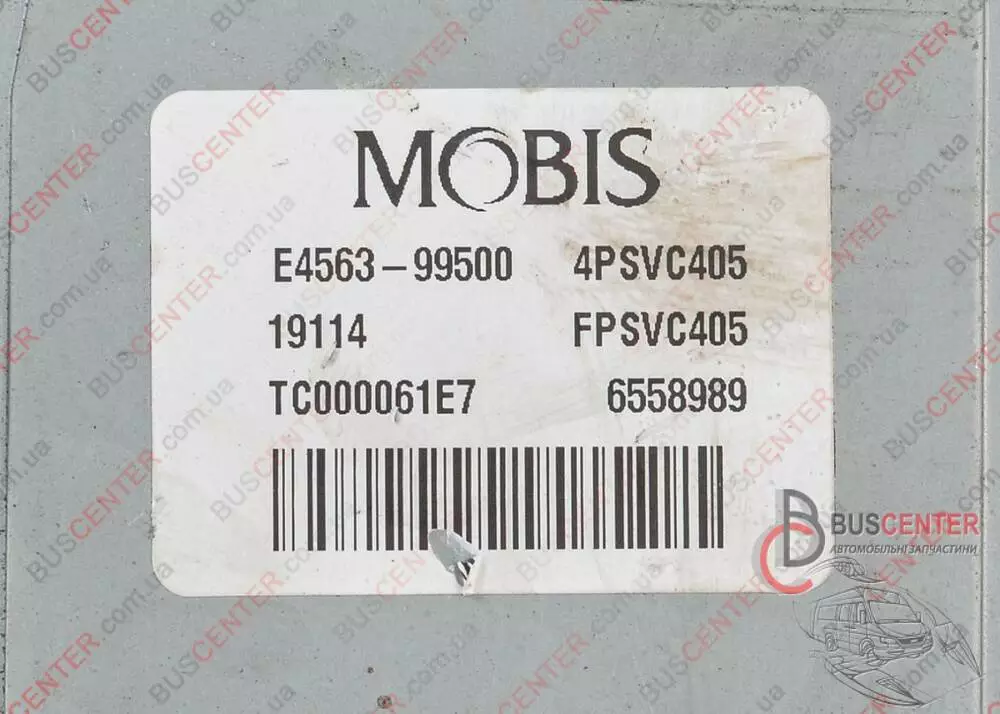 MOBIS
E4563-99500 4PSVC405
19114 FPSVC405
TC000061E7 6558989
BUSCENTER
АВТОМОБІЛЬНІ ЗАПЧАСТИНИ
BUSCENTER.com.ua